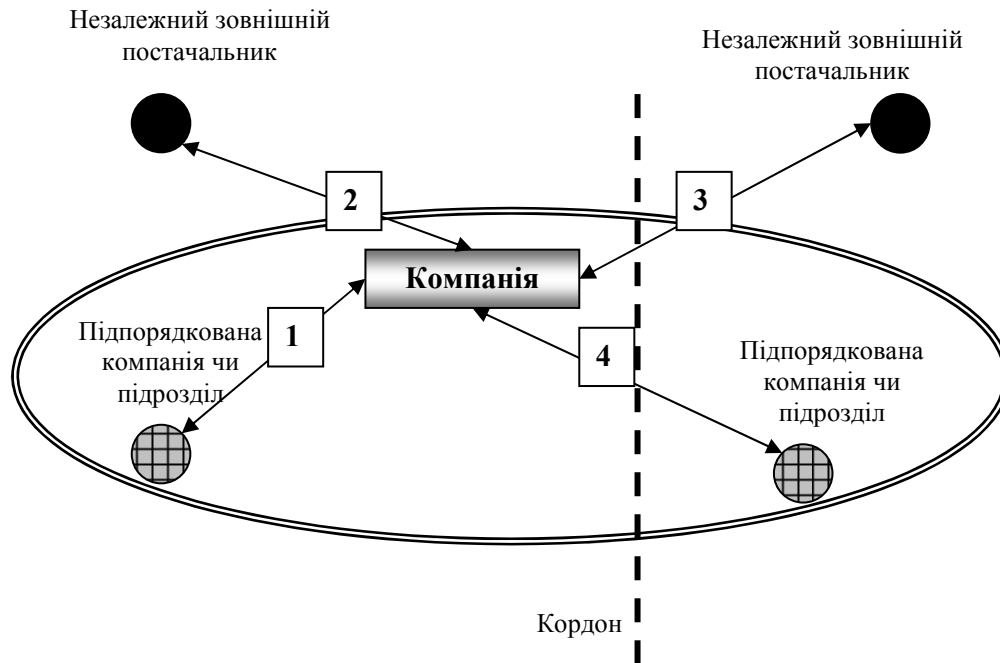 Незалежний зовнішній
постачальник
Незалежний зовнішній
постачальник
2
3
Компанія
1
Підпорядкована
компанія чи
підрозділ
4
Підпорядкована
компанія чи
підрозділ
Кордон